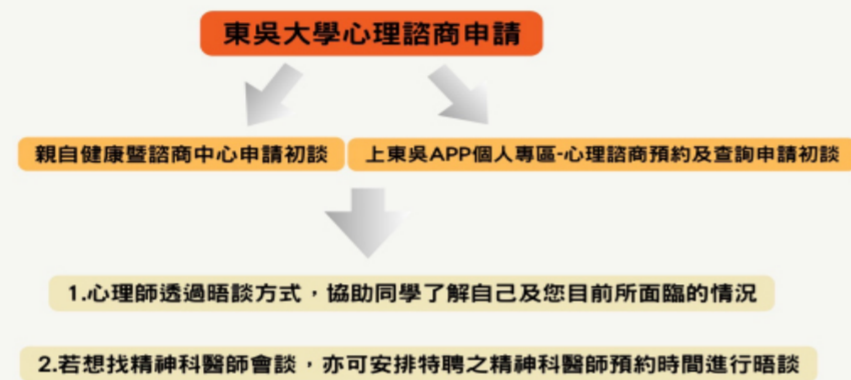 東吳大學心理諮商申請
親自健康暨諮商中心申請初談
上東吳APP個人專區-心理諮商預約及查詢申請初談
1.心理師透過晤談方式，協助同學了解自己及您目前所面臨的情況
2.若想找精神科醫師會談，亦可安排特聘之精神科醫師預約時間進行晤談